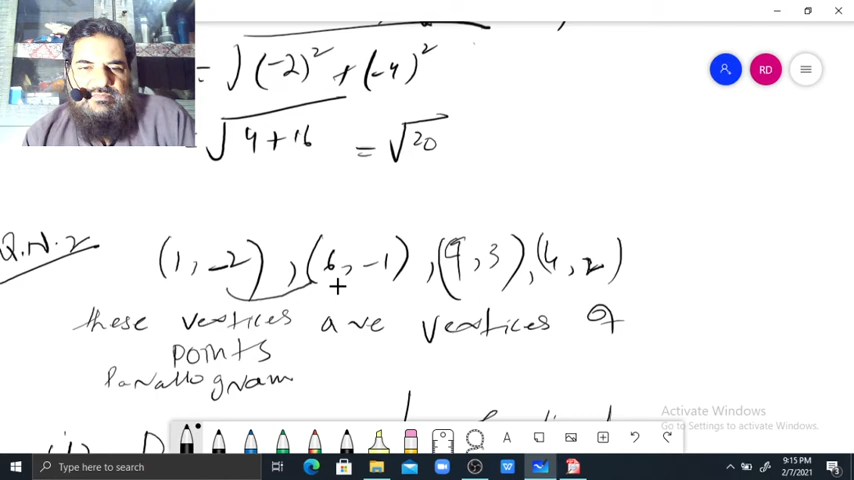 = √(-2)² + (-4)²
= √4+16 = √20
RD
Q.N.2 (1, -2), (6, -1), (9, 3), (4, 2)
these vertices are vertices of
points
Parallogram
Activate Windows
Go to Settings to activate Windows.
A
Type here to search
9:15 PM
2/7/2021
3